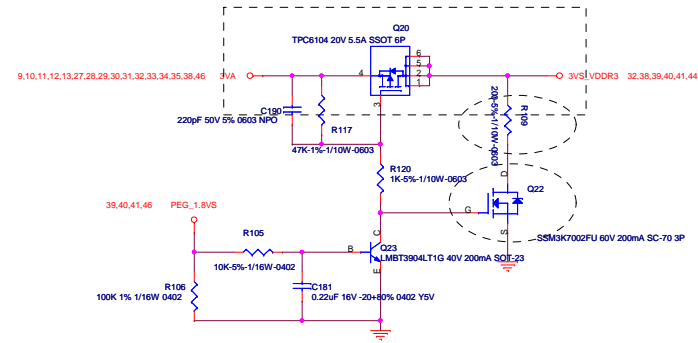 Q20
TPC6104 20V 5.5A SSOT 6P
6
5
4
2
1
3
9,10,11,12,13,27,28,29,30,31,32,33,34,35,38,46
3VA
3VS_VDDR3
32,38,39,40,41,44
C190
220pF 50V 5% 0603 NPO
R117
47K-1%-1/10W-0603
R109
R120
1K-5%-1/10W-0603
D
Q22
G
S
SSM3K7002FU 60V 200mA SC-70 3P
39,40,41,46
PEG_1.8VS
R105
10K-5%-1/16W-0402
B
C
Q23
LMBT3904LT1G 40V 200mA SOT-23
E
R106
100K 1% 1/16W 0402
C181
0.22uF 16V -20+80% 0402 Y5V